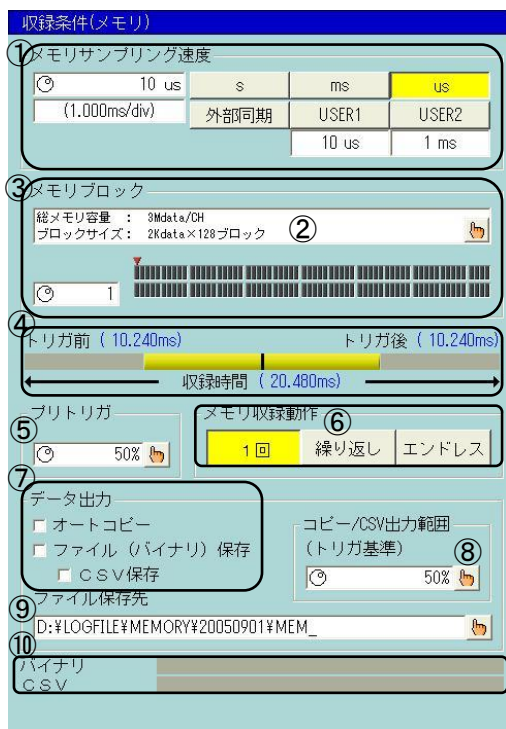 収録条件(メモリ)
①メモリサンプリング速度
10 us s ms us
(1.000ms/div) 外部同期 USER1 USER2
10 us 1 ms
③メモリブロック
総メモリ容量 : 3Mdata/CH
ブロックサイズ: 2Kdata×128ブロック ②
1
④
トリガ前 ( 10.240ms) トリガ後 ( 10.240ms)
収録時間 ( 20.480ms)
⑤プリトリガ
50%
メモリ収録動作 ⑥
1回 繰り返し エンドレス
⑦
データ出力
オートコピー
ファイル (バイナリ) 保存
CSV保存
コピー/CSV出力範囲
(トリガ基準) ⑧
50%
⑨ファイル保存先
D:¥LOGFILE¥MEMORY¥20050901¥MEM_
⑩
バイナリ
CSV